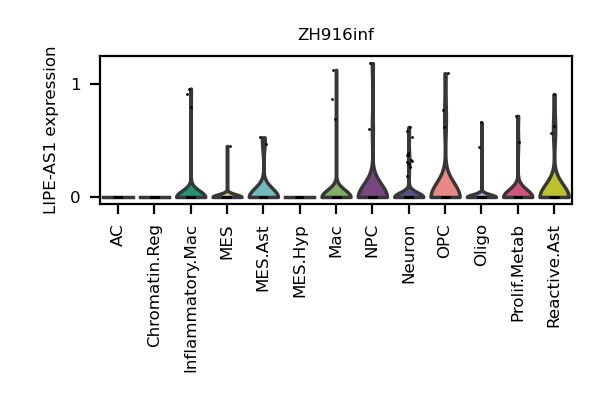 ZH916inf
LIPE-AS1 expression
1
0
AC
Chromatin.Reg
Inflammatory.Mac
MES
MES.Ast
MES.Hyp
Mac
NPC
Neuron
OPC
Oligo
Prolif.Metab
Reactive.Ast